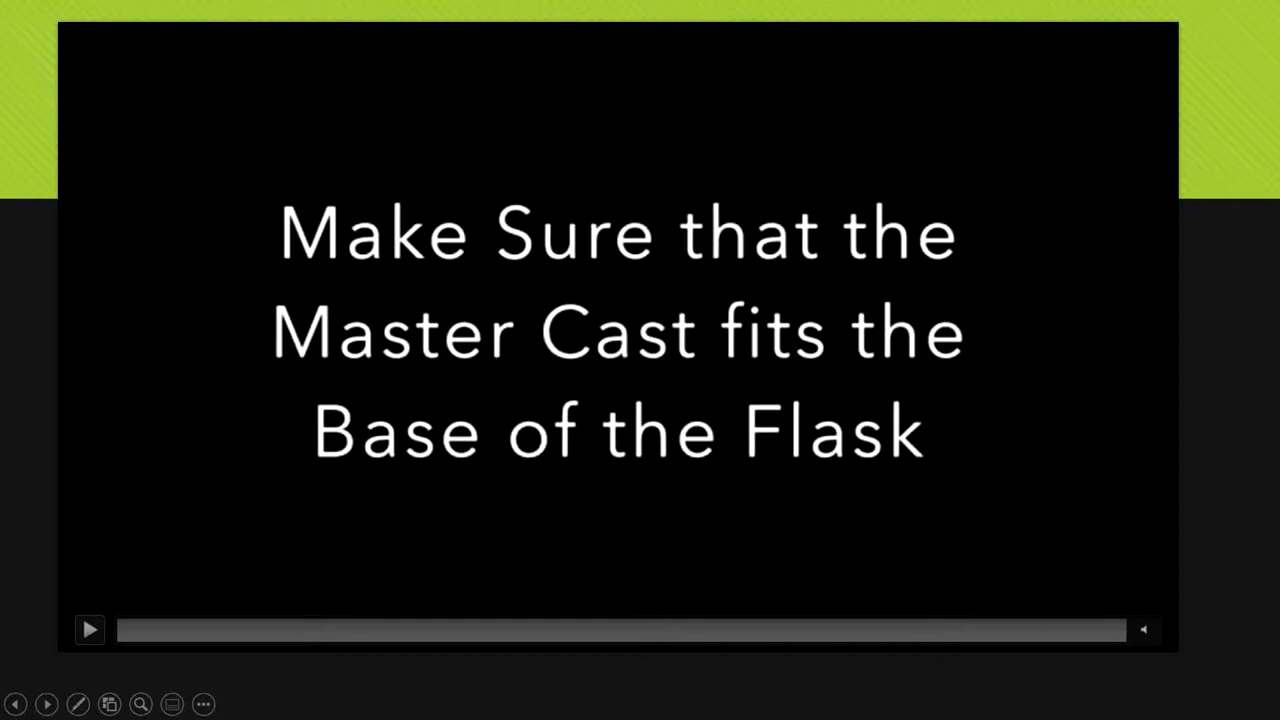 Make Sure that the
Master Cast fits the
Base of the Flask